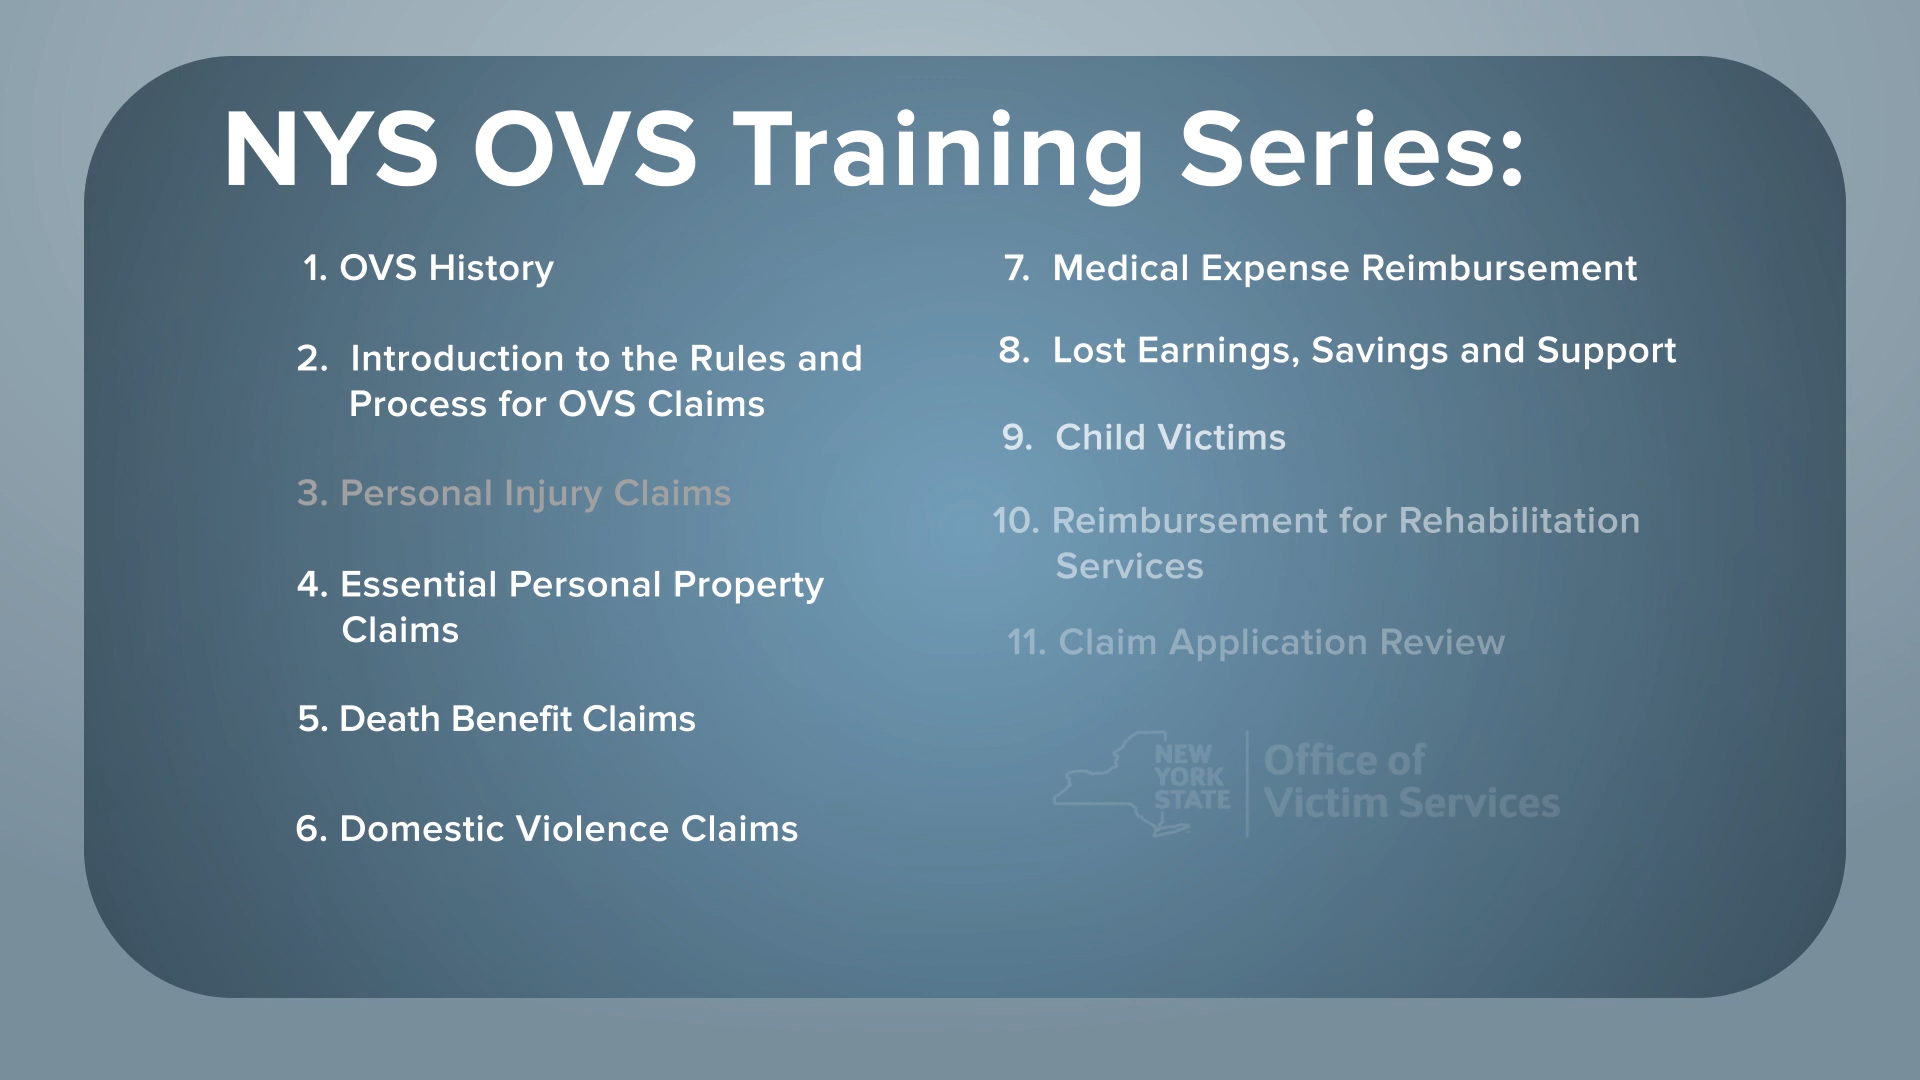 NYS OVS Training Series:
1. OVS History
2. Introduction to the Rules and
Process for OVS Claims
3. Personal Injury Claims
4. Essential Personal Property
Claims
5. Death Benefit Claims
6. Domestic Violence Claims
7. Medical Expense Reimbursement
8. Lost Earnings, Savings and Support
9. Child Victims
10. Reimbursement for Rehabilitation
Services
11. Claim Application Review
NEW
YORK
STATE
Office of
Victim Services